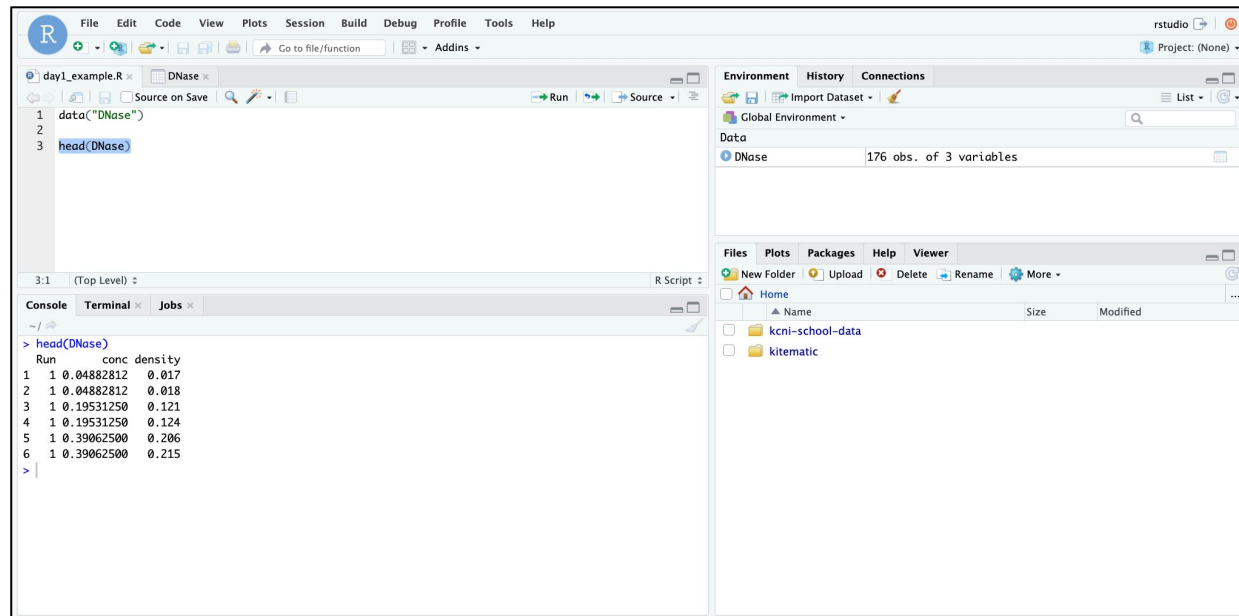 R
File Edit Code View Plots Session Build Debug Profile Tools Help
rstudio
Go to file/function
Addins
Project: (None)
day1_example.R
DNase
Source on Save
Run
Source
1 data("DNase")
2
3 head(DNase)
3:1 (Top Level)
R Script
Console Terminal Jobs
~/
> head(DNase)
Run conc density
1 1 0.04882812 0.017
2 1 0.04882812 0.018
3 1 0.19531250 0.121
4 1 0.19531250 0.124
5 1 0.39062500 0.206
6 1 0.39062500 0.215
>
Environment History Connections
Import Dataset
List
Global Environment
Data
DNase 176 obs. of 3 variables
Files Plots Packages Help Viewer
New Folder Upload Delete Rename More
Home
...
Name Size Modified
kcni-school-data
kitematic